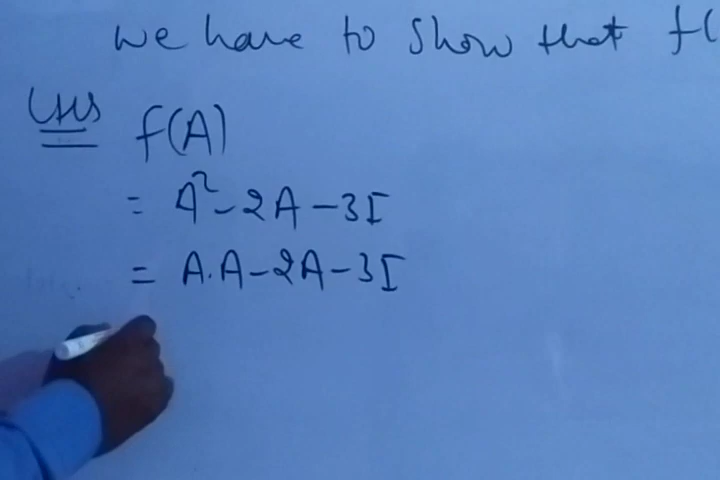 we have to show that f(
LHS f(A)
= A² - 2A - 3I
= A.A - 2A - 3I